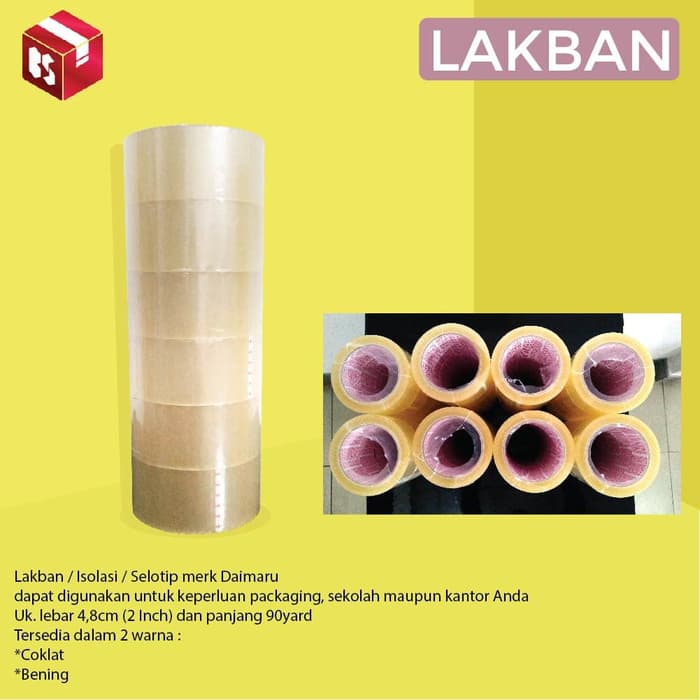 BS
LAKBAN
Lakban / Isolasi / Selotip merk Daimaru
dapat digunakan untuk keperluan packaging, sekolah maupun kantor Anda
Uk. lebar 4,8cm (2 Inch) dan panjang 90yard
Tersedia dalam 2 warna :
*Coklat
*Bening